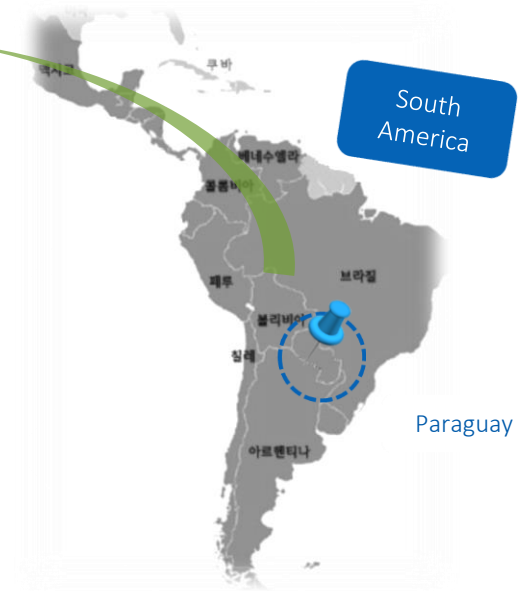 멕시코
쿠바
South
America
베네수엘라
콜롬비아
브라질
페루
볼리비아
칠레
Paraguay
아르헨티나